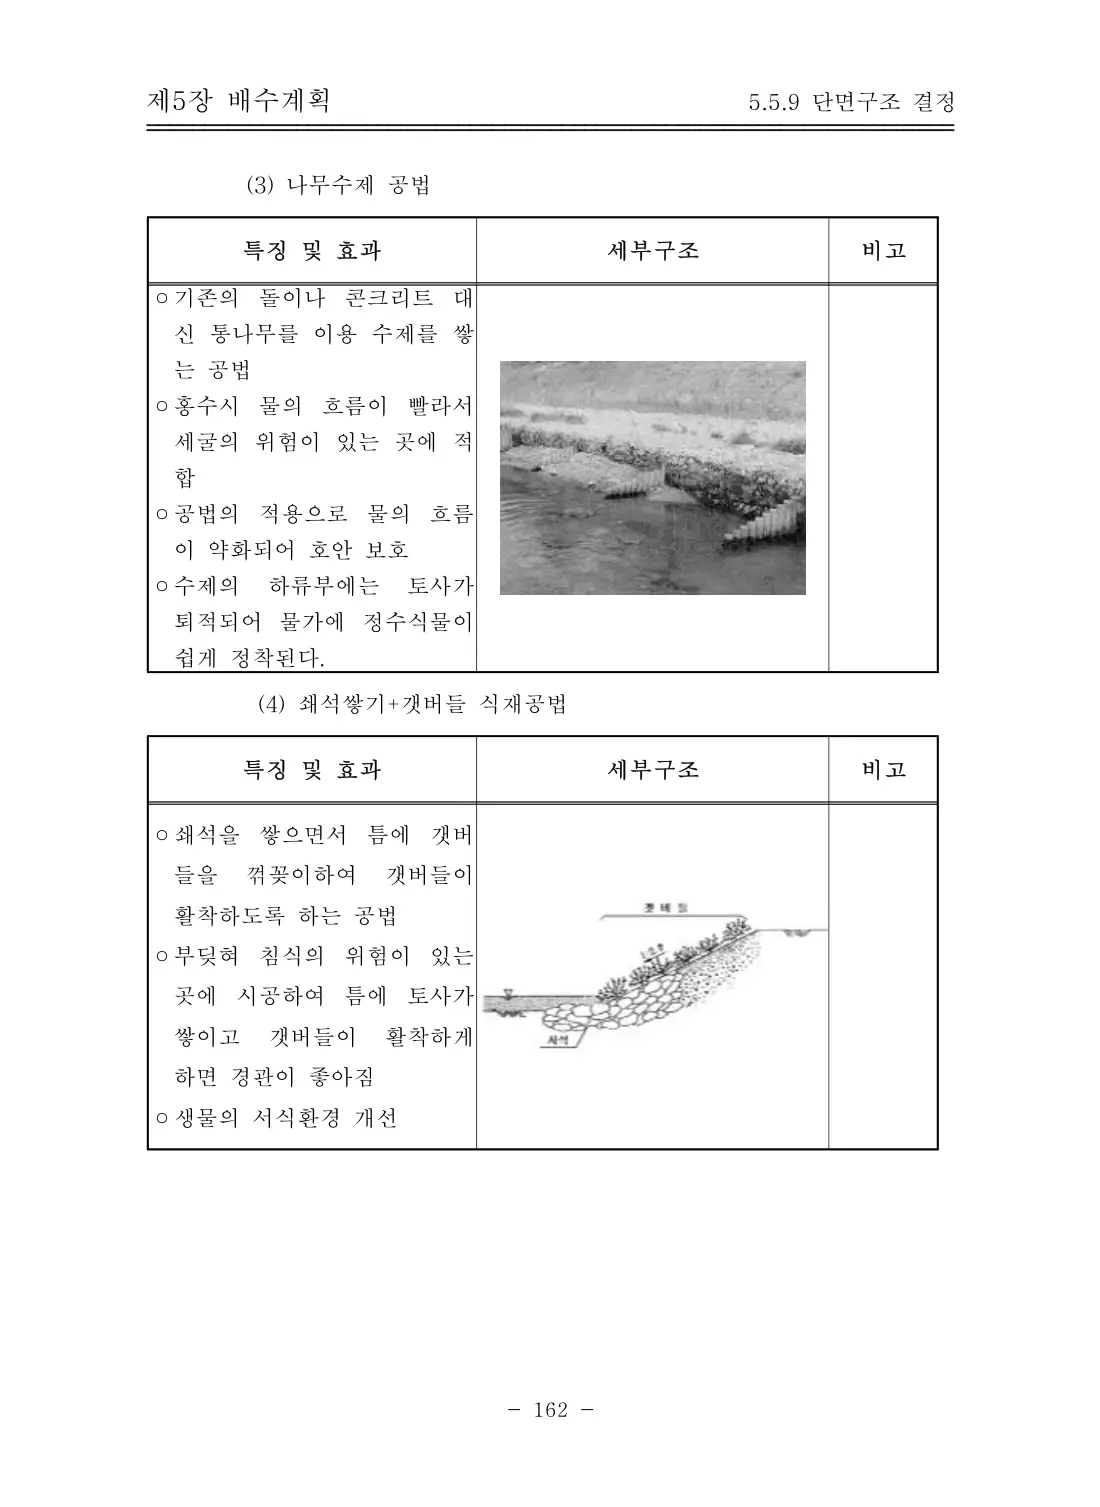 제5장 배수계획
5.5.9 단면구조 결정
(3) 나무수제 공법
특징 및 효과
세부구조
비고
○기존의 돌이나 콘크리트 대
신 통나무를 이용 수제를 쌓
는 공법
○홍수시 물의 흐름이 빨라서
세굴의 위험이 있는 곳에 적
합
○공법의 적용으로 물의 흐름
이 약화되어 호안 보호
○수제의 하류부에는 토사가
퇴적되어 물가에 정수식물이
쉽게 정착된다.
(4) 쇄석쌓기+갯버들 식재공법
특징 및 효과
세부구조
비고
○쇄석을 쌓으면서 틈에 갯버
들을 꺾꽂이하여 갯버들이
활착하도록 하는 공법
○부딪혀 침식의 위험이 있는
곳에 시공하여 틈에 토사가
쌓이고 갯버들이 활착하게
하면 경관이 좋아짐
○생물의 서식환경 개선
갯버들
사석
- 162 -